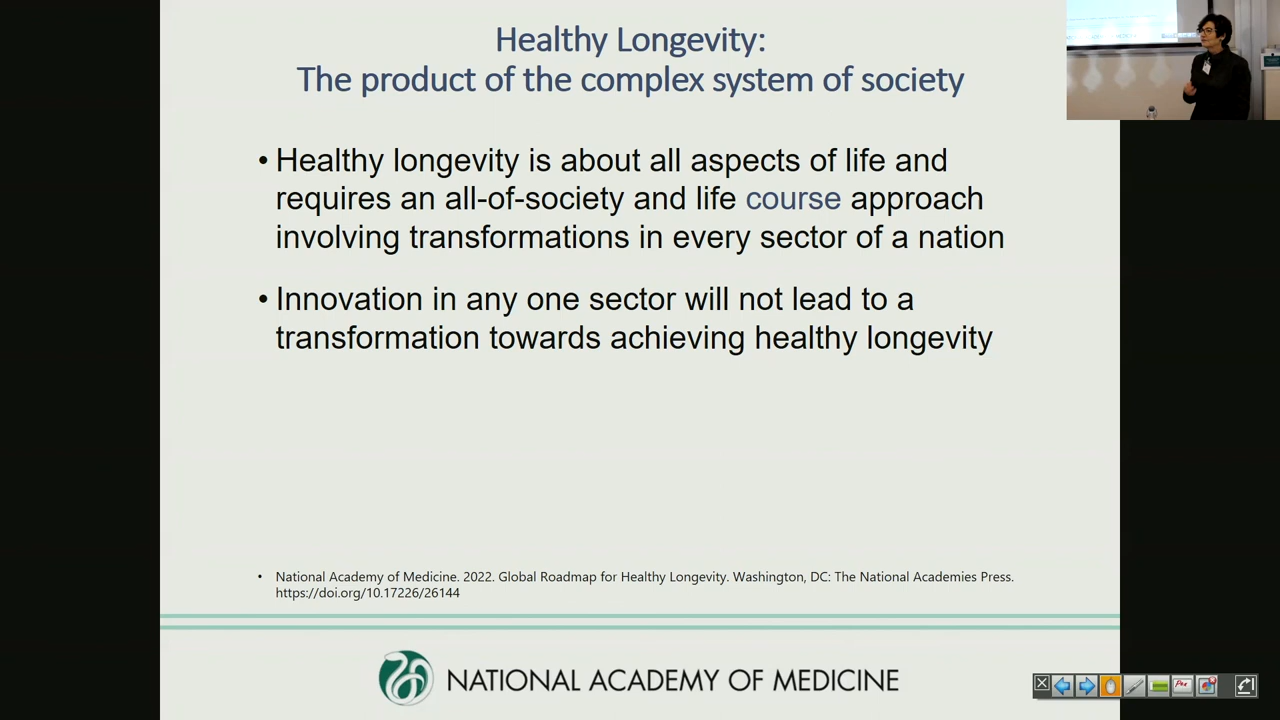 Healthy Longevity:
The product of the complex system of society
• Healthy longevity is about all aspects of life and
requires an all-of-society and life course approach
involving transformations in every sector of a nation
• Innovation in any one sector will not lead to a
transformation towards achieving healthy longevity
• National Academy of Medicine. 2022. Global Roadmap for Healthy Longevity. Washington, DC: The National Academies Press.
https://doi.org/10.17226/26144
NATIONAL ACADEMY OF MEDICINE